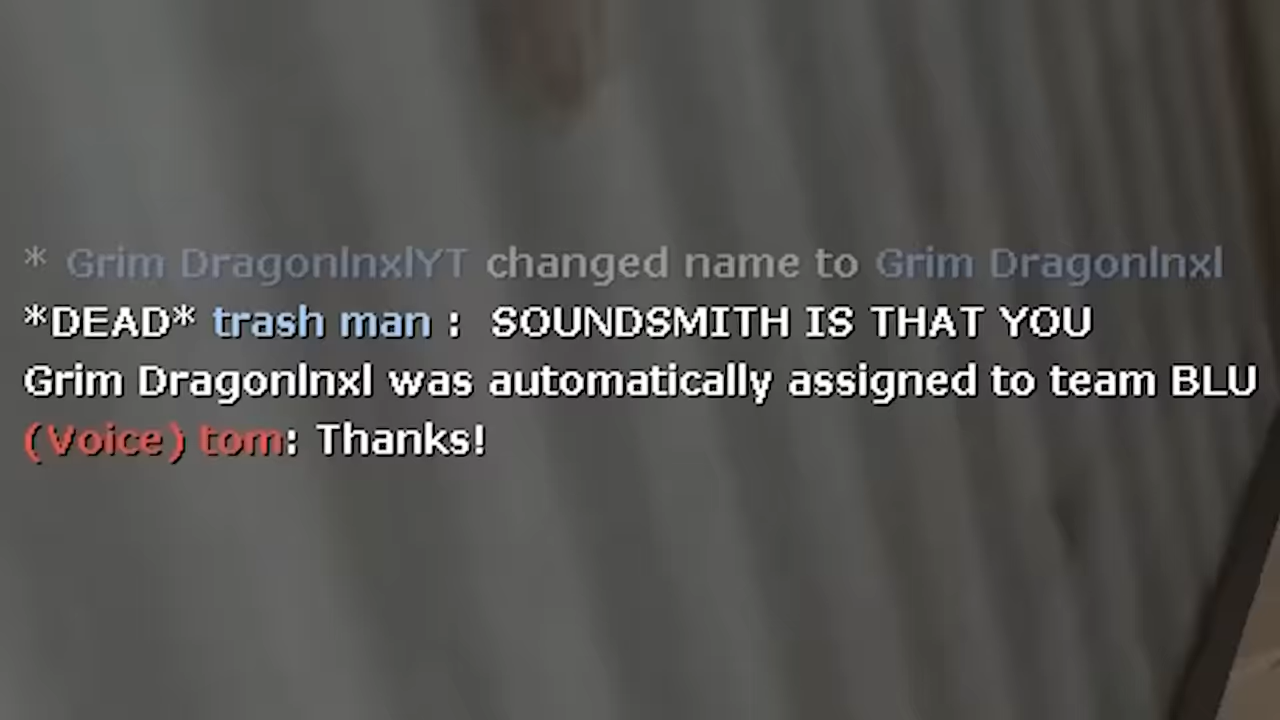 * Grim DragonlnxlYT changed name to Grim Dragonlnxl
*DEAD* trash man :  SOUNDSMITH IS THAT YOU
Grim Dragonlnxl was automatically assigned to team BLU
(Voice) tom: Thanks!